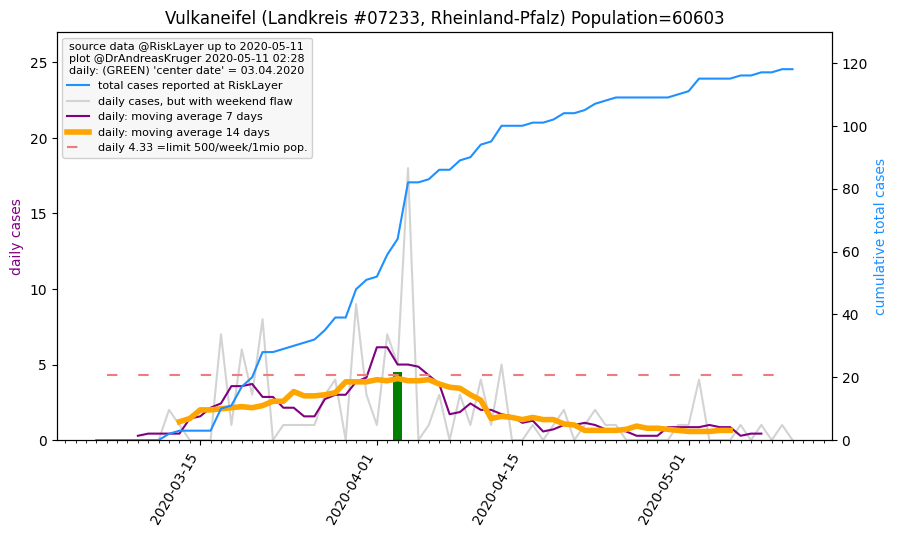 Vulkaneifel (Landkreis #07233, Rheinland-Pfalz) Population=60603
source data @RiskLayer up to 2020-05-11
plot @DrAndreasKruger 2020-05-11 02:28
daily: (GREEN) 'center date' = 03.04.2020
total cases reported at RiskLayer
daily cases, but with weekend flaw
daily: moving average 7 days
daily: moving average 14 days
daily 4.33 =limit 500/week/1mio pop.
daily cases
25
20
15
10
5
0
120
100
80
60
40
20
0
cumulative total cases
2020-03-15
2020-04-01
2020-04-15
2020-05-01